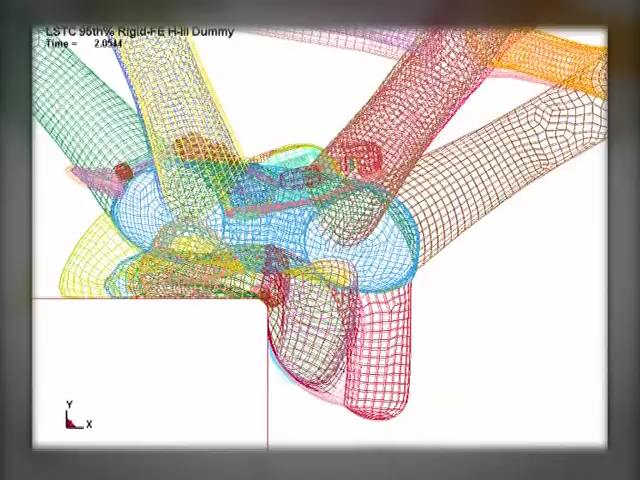 LSTC 95th% Rigid-FE H-III Dummy
Time =    2.0544
Y
X